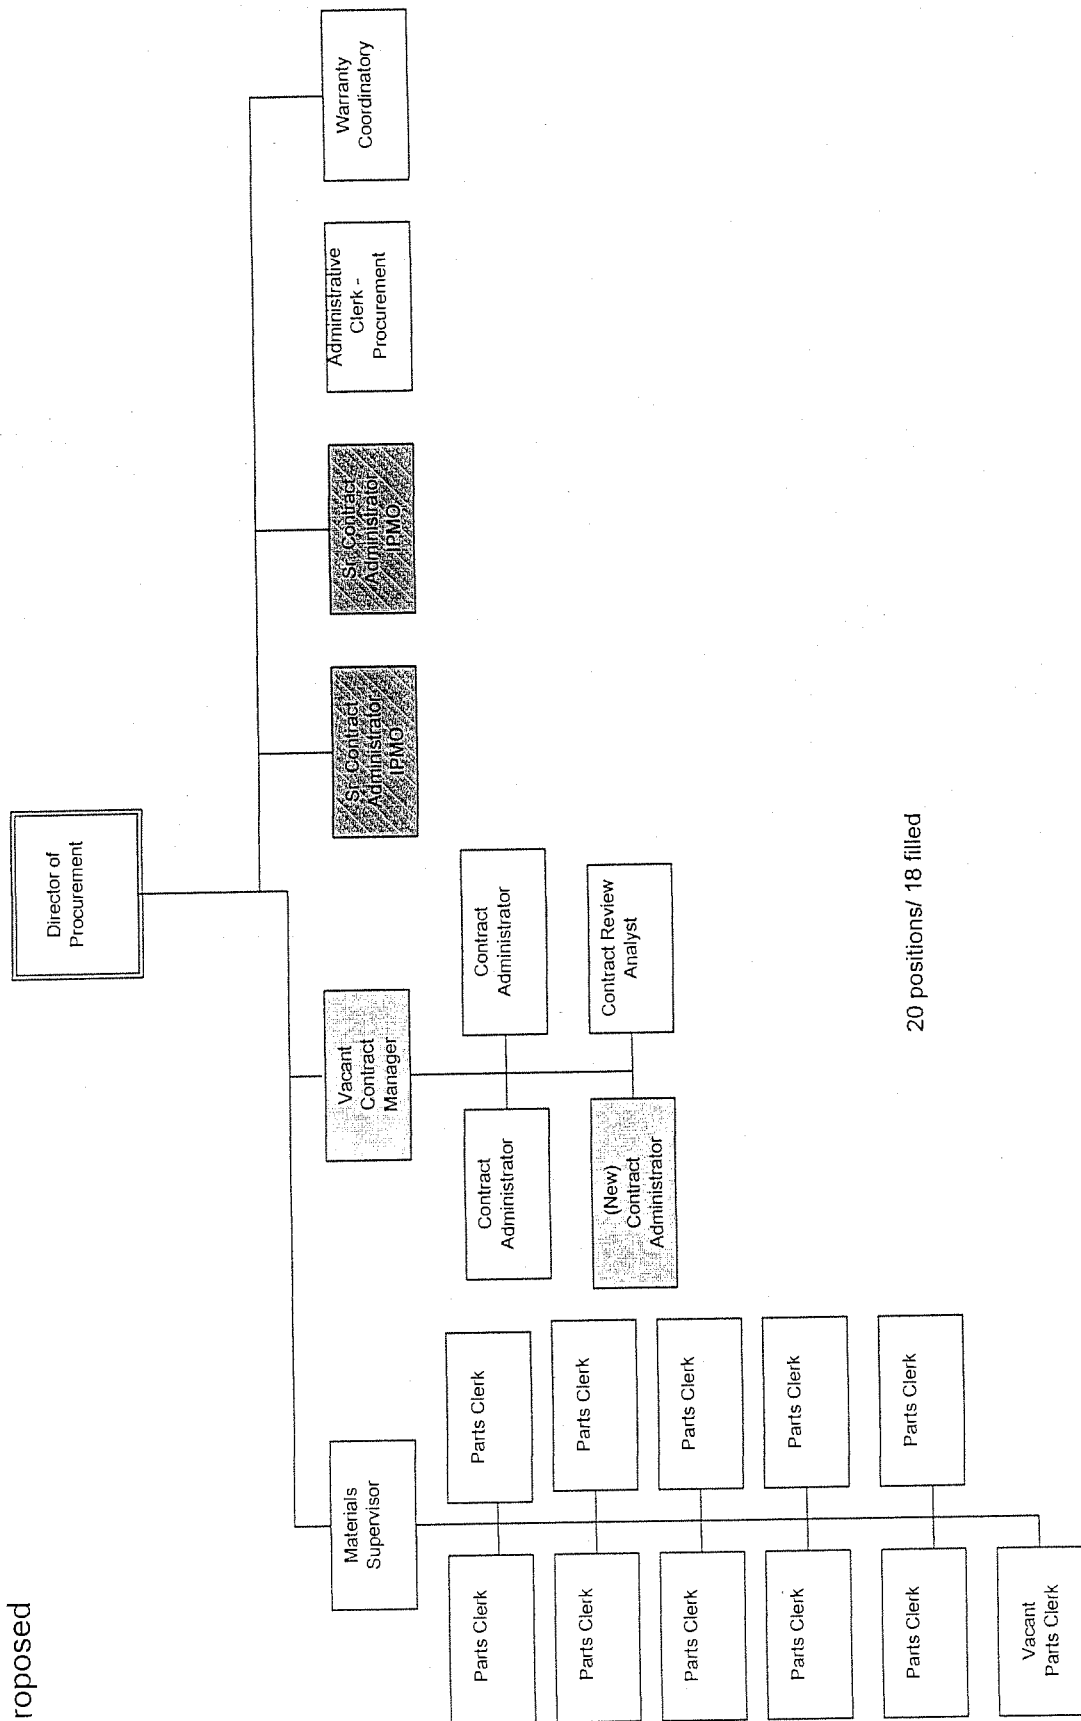 roposed
Director of
Procurement
Materials
Supervisor
Vacant
Contract
Manager
Sr. Contract
Administrator
IPMO
Sr. Contract
Administrator
IPMO
Administrative
Clerk -
Procurement
Warranty
Coordinatory
Parts Clerk
Parts Clerk
Parts Clerk
Parts Clerk
Parts Clerk
Parts Clerk
Parts Clerk
Parts Clerk
Parts Clerk
Parts Clerk
Vacant
Parts Clerk
Contract
Administrator
Contract
Administrator
(New)
Contract
Administrator
Contract Review
Analyst
20 positions/ 18 filled